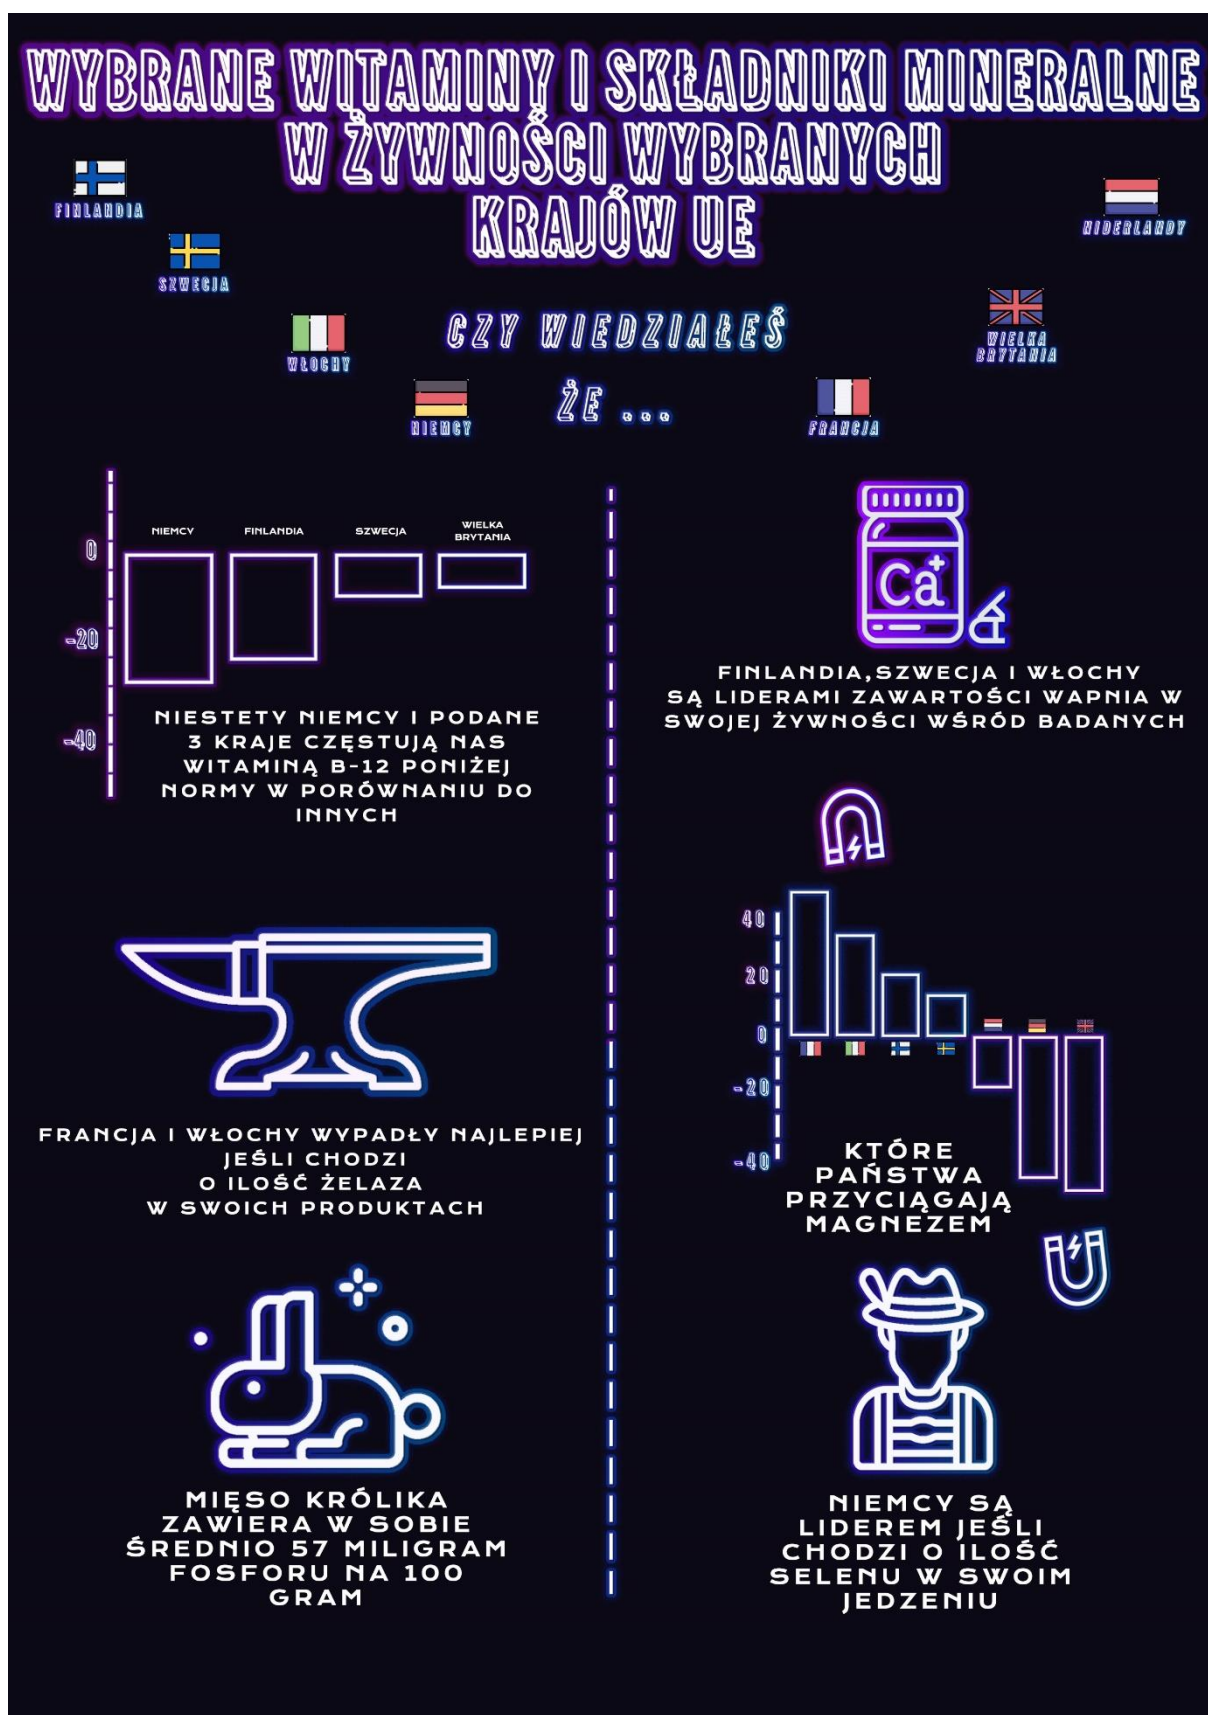 WYBRANE WITAMINY I SKŁADNIKI MINERALNE
W ŻYWNOŚCI WYBRANYCH
KRAJÓW UE
FINLANDIA
SZWECJA
WŁOCHY
NIEMCY
NIDERLANDY
WIELKA
BRYTANIA
FRANCJA
CZY WIEDZIAŁEŚ
ŻE ...
NIEMCY
FINLANDIA
SZWECJA
WIELKA
BRYTANIA
0
-20
-40
NIESTETY NIEMCY I PODANE
3 KRAJE CZĘSTUJĄ NAS
WITAMINĄ B-12 PONIŻEJ
NORMY W PORÓWNANIU DO
INNYCH
FRANCJA I WŁOCHY WYPADŁY NAJLEPIEJ
JEŚLI CHODZI
O ILOŚĆ ŻELAZA
W SWOICH PRODUKTACH
MIĘSO KRÓLIKA
ZAWIERA W SOBIE
ŚREDNIO 57 MILIGRAM
FOSFORU NA 100
GRAM
Ca+
FINLANDIA,SZWECJA I WŁOCHY
SĄ LIDERAMI ZAWARTOŚCI WAPNIA W
SWOJEJ ŻYWNOŚCI WŚRÓD BADANYCH
40
20
0
-20
-40
KTÓRE
PAŃSTWA
PRZYCIĄGAJĄ
MAGNEZEM
NIEMCY SĄ
LIDEREM JEŚLI
CHODZI O ILOŚĆ
SELENU W SWOIM
JEDZENIU